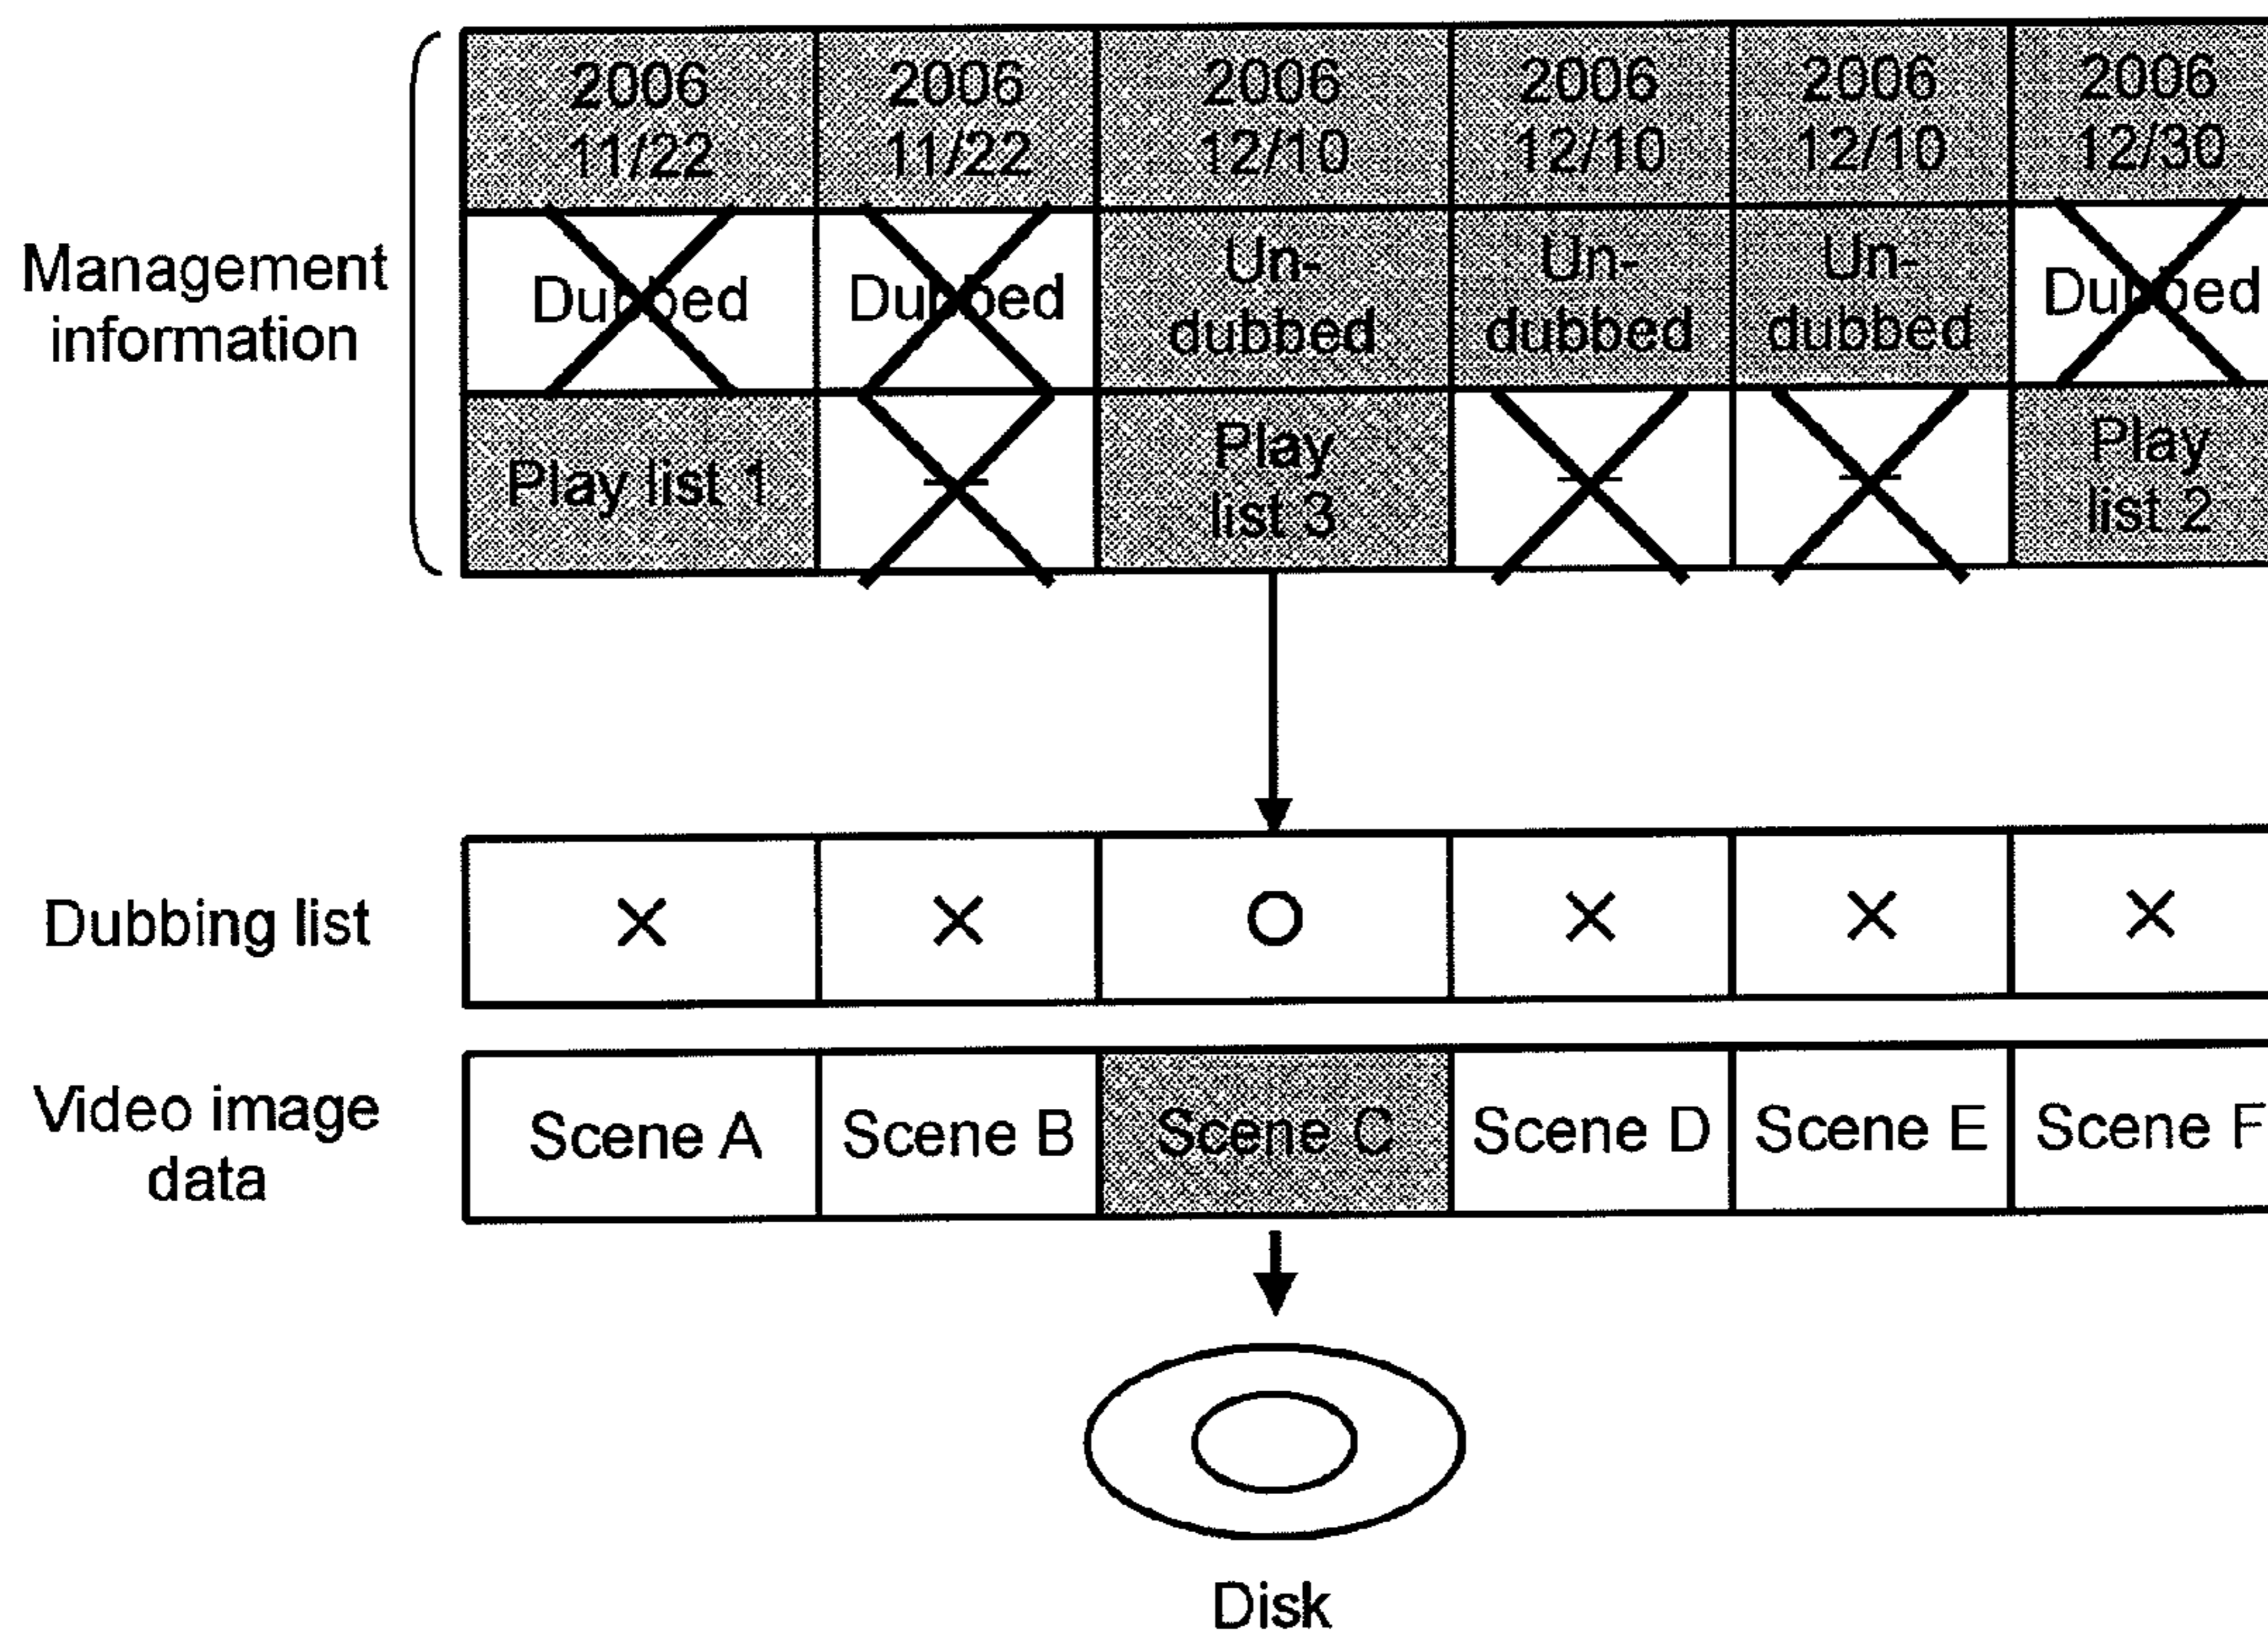 2006 2006 2006 2006 2006 2006
11/22 11/22 12/10 12/10 12/10 12/30
Management
information
Dubbed Dubbed Un- Un- Un- Dubbed
dubbed dubbed dubbed
Play list 1 – Play – – Play
list 3 list 2
Dubbing list × × ○ × × ×
Video image
data
Scene A Scene B Scene C Scene D Scene E Scene F
Disk